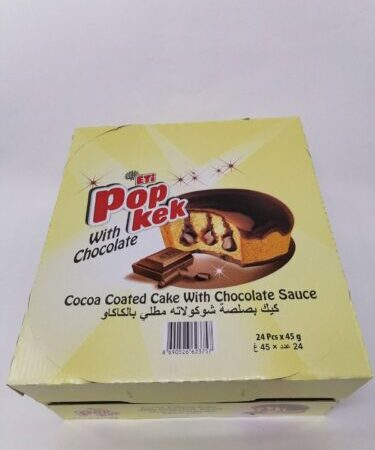 ETi
Pop
kek
With
Chocolate
Cocoa Coated Cake With Chocolate Sauce
كيك بصلصة شوكولاته مطلي بالكاكاو
24 Pcs x 45 g
24 عدد × 45 غ